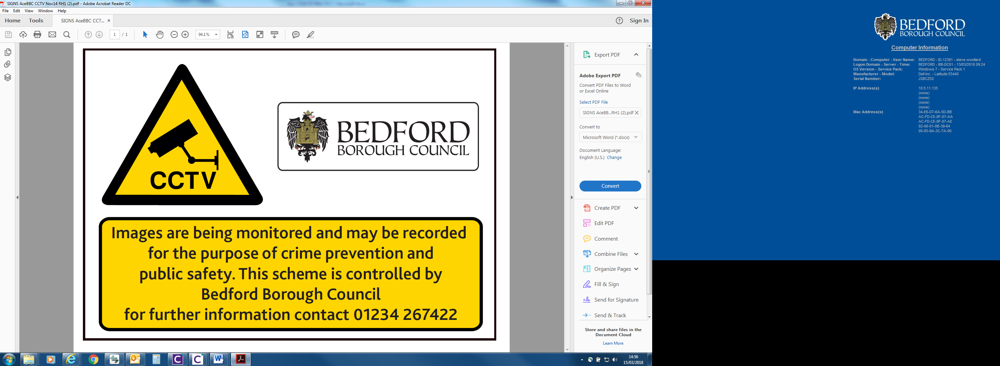 SIGNS AceBBC CCTV Nov14 RH1 (2).pdf - Adobe Acrobat Reader DC
File Edit View Window Help
Home Tools SIGNS AceBBC CCT... ×
? Sign In
1 / 1 94.1%
CCTV
BEDFORD
BOROUGH COUNCIL
Images are being monitored and may be recorded
for the purpose of crime prevention and
public safety. This scheme is controlled by
Bedford Borough Council
for further information contact 01234 267422
Export PDF
Adobe Export PDF
Convert PDF Files to Word
or Excel Online
Select PDF File
SIGNS AceBB...RH1 (2).pdf
Convert to
Microsoft Word (*.docx)
Document Language:
English (U.S.) Change
Convert
Create PDF
Edit PDF
Comment
Combine Files
Organize Pages
Fill & Sign
Send for Signature
Send & Track
Store and share files in the
Document Cloud
Learn More
14:56
15/03/2018
BEDFORD
BOROUGH COUNCIL
Computer Information
Domain - Computer - User Name: BEDFORD - ID-12391 - steve.woollard
Logon Domain - Server - Time: BEDFORD - BB-DC01 - 13/03/2018 09:24
OS Version - Service Pack: Windows 7 - Service Pack 1
Manufacturer - Model: Dell Inc. - Latitude E5440
Serial Number: JSBCZ52
IP Address(s) 10.5.11.135
(none)
(none)
(none)
(none)
Mac Address(s) 34-E6-D7-6A-5D-BB
AC-FD-CE-8F-07-AA
AC-FD-CE-8F-07-AE
02-00-01-0B-39-64
00-05-9A-3C-7A-00